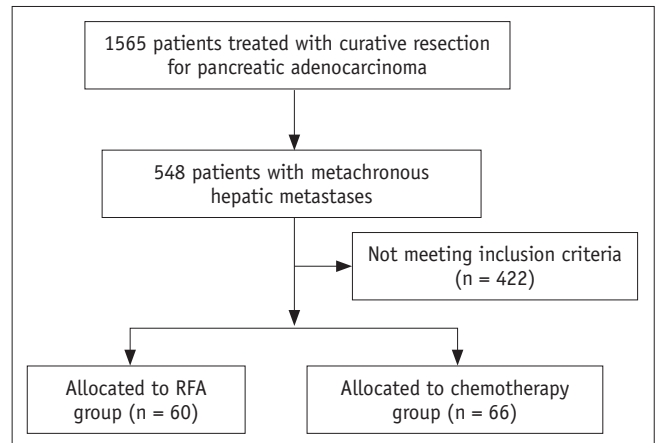 1565 patients treated with curative resection
for pancreatic adenocarcinoma
548 patients with metachronous
hepatic metastases
Not meeting inclusion criteria
(n = 422)
Allocated to RFA
group (n = 60)
Allocated to chemotherapy
group (n = 66)